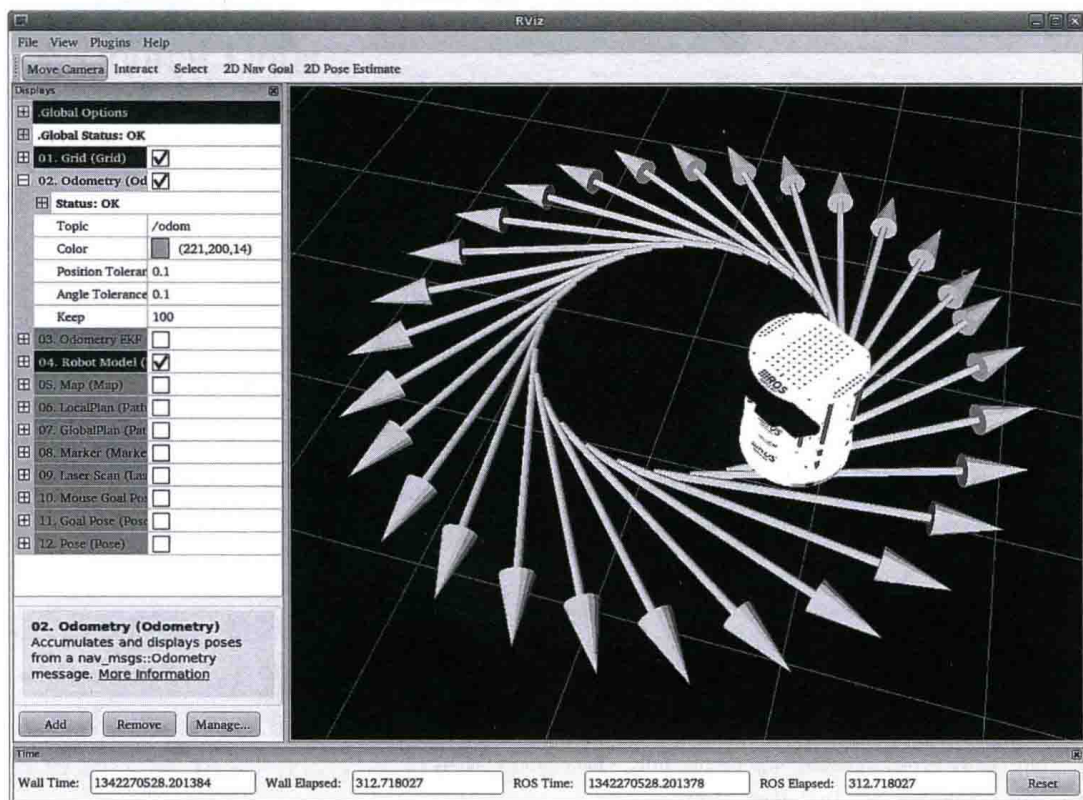 RViz
File View Plugins Help
Move Camera Interact Select 2D Nav Goal 2D Pose Estimate
Displays
.Global Options
.Global Status: OK
01. Grid (Grid)
02. Odometry (Od
Status: OK
Topic /odom
Color (221,200,14)
Position Toleran 0.1
Angle Tolerance 0.1
Keep 100
03. Odometry EKF
04. Robot Model (
05. Map (Map)
06. LocalPlan (Path
07. GlobalPlan (Pat
08. Marker (Marke
09. Laser Scan (Las
10. Mouse Goal Pos
11. Goal Pose (Pose
12. Pose (Pose)
ROS
02. Odometry (Odometry)
Accumulates and displays poses
from a nav_msgs::Odometry
message. More Information
Add Remove Manage...
Time
Wall Time: 1342270528.201384 Wall Elapsed: 312.718027 ROS Time: 1342270528.201378 ROS Elapsed: 312.718027 Reset